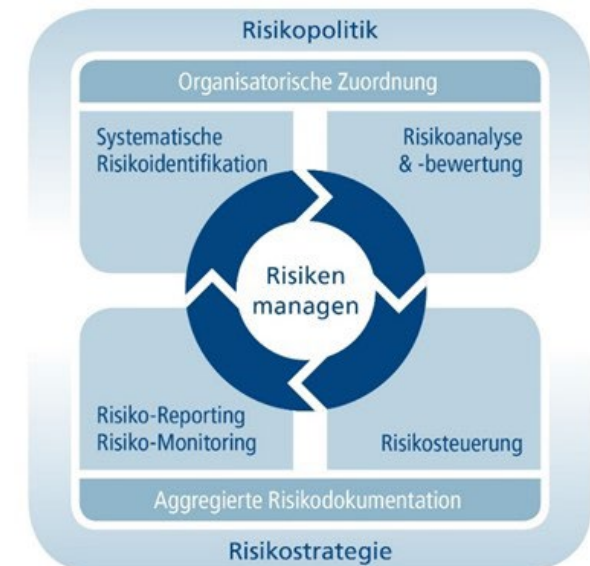 Risikopolitik
Organisatorische Zuordnung
Systematische
Risikoidentifikation
Risikoanalyse
& -bewertung
Risiken
managen
Risiko-Reporting
Risiko-Monitoring
Risikosteuerung
Aggregierte Risikodokumentation
Risikostrategie